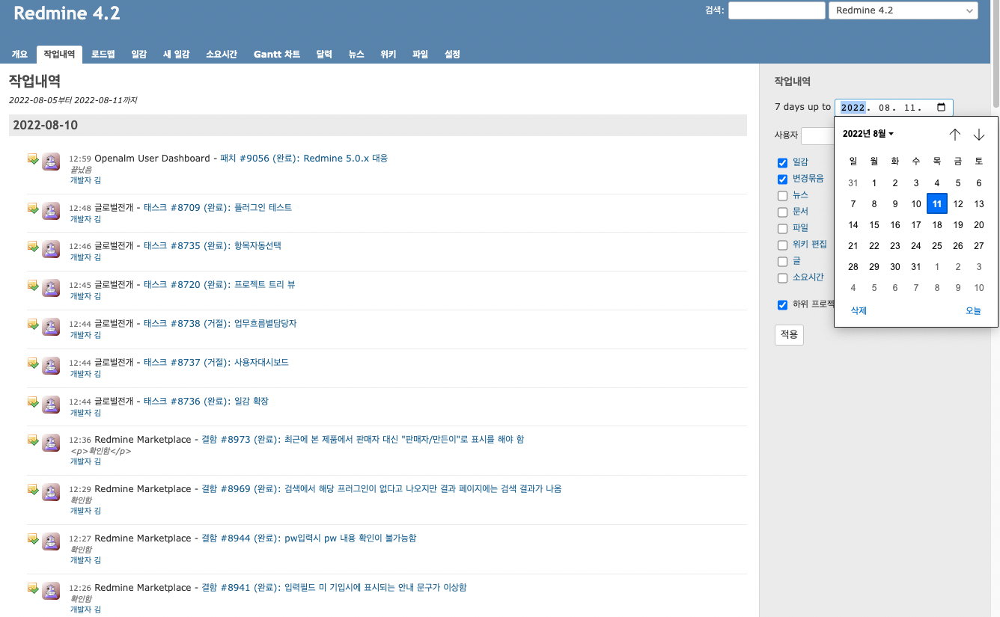 Redmine 4.2
검색:
Redmine 4.2
개요 작업내역 로드맵 일감 새 일감 소요시간 Gantt 차트 달력 뉴스 위키 파일 설정
작업내역
2022-08-05부터 2022-08-11까지
2022-08-10
12:59 Openalm User Dashboard - 패치 #9056 (완료): Redmine 5.0.x 대응
끝났음
개발자 김
12:48 글로벌전개 - 태스크 #8709 (완료): 플러그인 테스트
개발자 김
12:46 글로벌전개 - 태스크 #8735 (완료): 항목자동선택
개발자 김
12:45 글로벌전개 - 태스크 #8720 (완료): 프로젝트 트리 뷰
개발자 김
12:44 글로벌전개 - 태스크 #8738 (거절): 업무흐름별담당자
개발자 김
12:44 글로벌전개 - 태스크 #8737 (거절): 사용자대시보드
개발자 김
12:44 글로벌전개 - 태스크 #8736 (완료): 일감 확장
개발자 김
12:36 Redmine Marketplace - 결함 #8973 (완료): 최근에 본 제품에서 판매자 대신 "판매자/만든이"로 표시를 해야 함
<p>확인함</p>
개발자 김
12:29 Redmine Marketplace - 결함 #8969 (완료): 검색에서 해당 프러그인이 없다고 나오지만 결과 페이지에는 검색 결과가 나옴
확인함
개발자 김
12:27 Redmine Marketplace - 결함 #8944 (완료): pw입력시 pw 내용 확인이 불가능함
확인함
개발자 김
12:26 Redmine Marketplace - 결함 #8941 (완료): 입력필드 미 기입시에 표시되는 안내 문구가 이상함
확인함
개발자 김
작업내역
7 days up to 2022. 08. 11.
사용자
일감
변경묶음
뉴스
문서
파일
위키 편집
글
소요시간
하위 프로젝
적용
2022년 8월
일 월 화 수 목 금 토
31 1 2 3 4 5 6
7 8 9 10 11 12 13
14 15 16 17 18 19 20
21 22 23 24 25 26 27
28 29 30 31 1 2 3
4 5 6 7 8 9 10
삭제 오늘